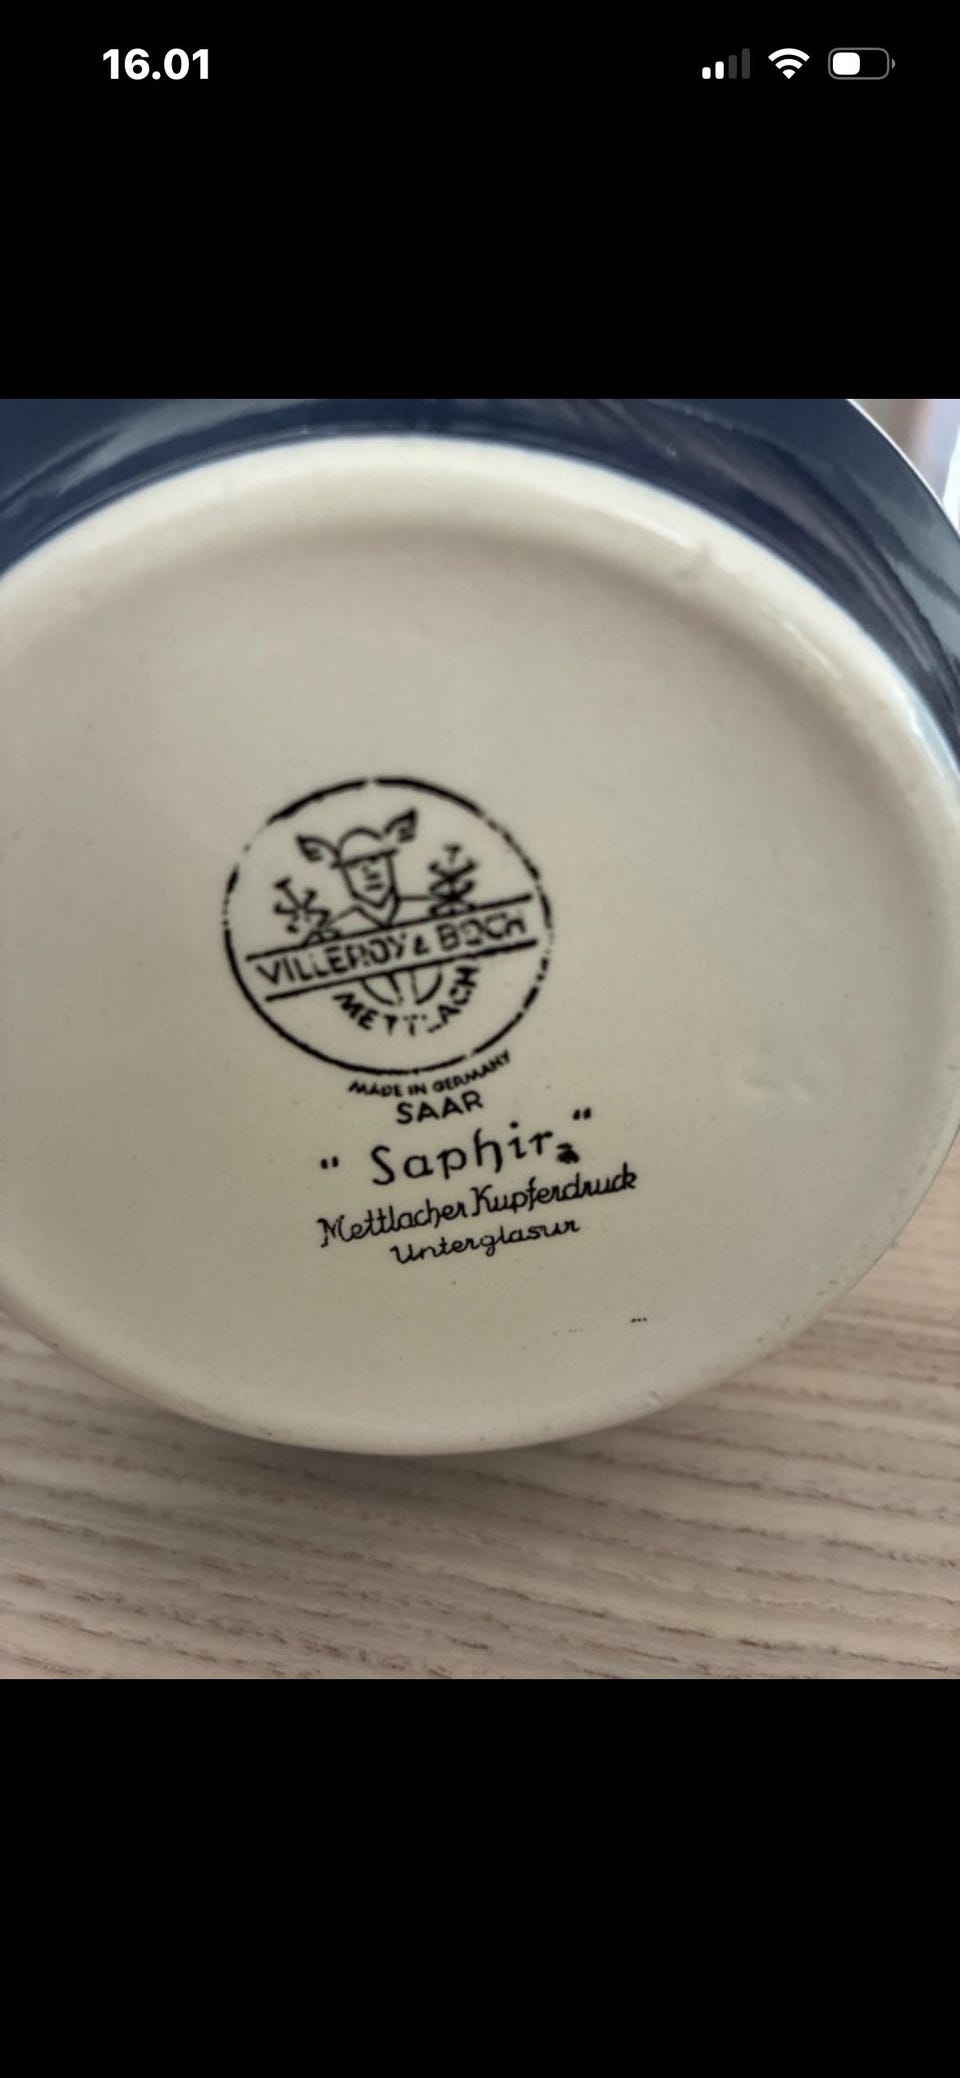 16.01
VILLEROY & BOCH
METTLACH
MADE IN GERMANY
SAAR
" Saphir "
Mettlacher Kupferdruck
Unterglasur